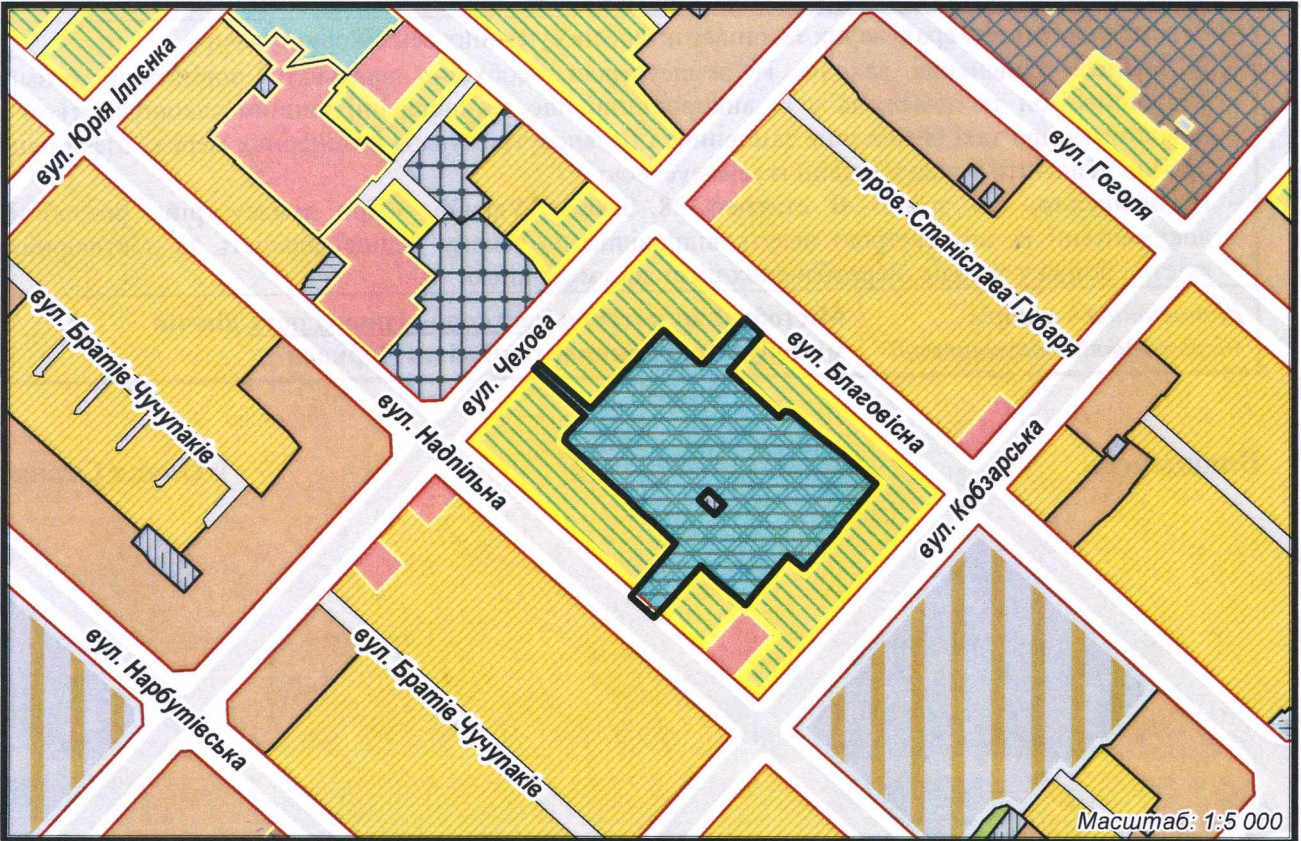 вул. Юрія Іллєнка
вул. Гоголя
пров. Станіслава Губаря
вул. Братів Чучупаків
вул. Чехова
вул. Благовісна
вул. Надпільна
вул. Кобзарська
вул. Нарбутівська
вул. Братів Чучупаків
Масштаб: 1:5 000